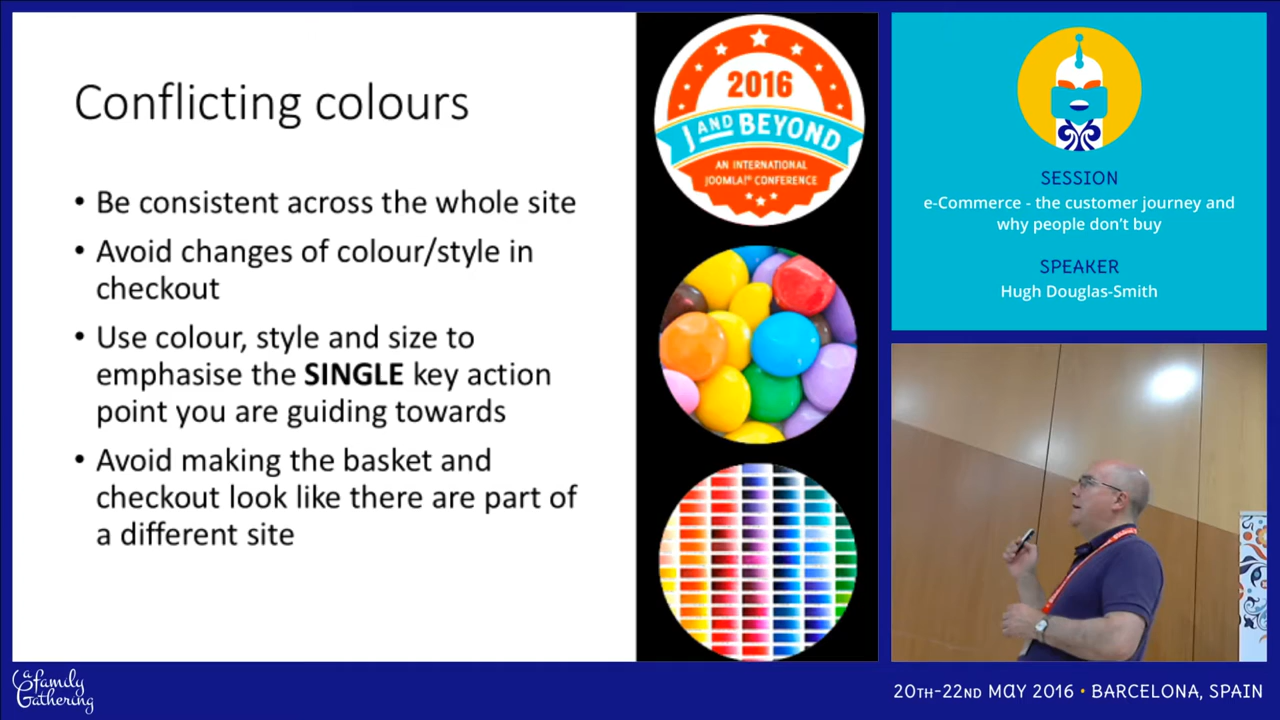 Conflicting colours
• Be consistent across the whole site
• Avoid changes of colour/style in
checkout
• Use colour, style and size to
emphasise the SINGLE key action
point you are guiding towards
• Avoid making the basket and
checkout look like there are part of
a different site
2016
J AND BEYOND
AN INTERNATIONAL
JOOMLA!® CONFERENCE
SESSION
e-Commerce - the customer journey and
why people don't buy
SPEAKER
Hugh Douglas-Smith
a family
Gathering
20TH-22ND MAY 2016 • BARCELONA, SPAIN